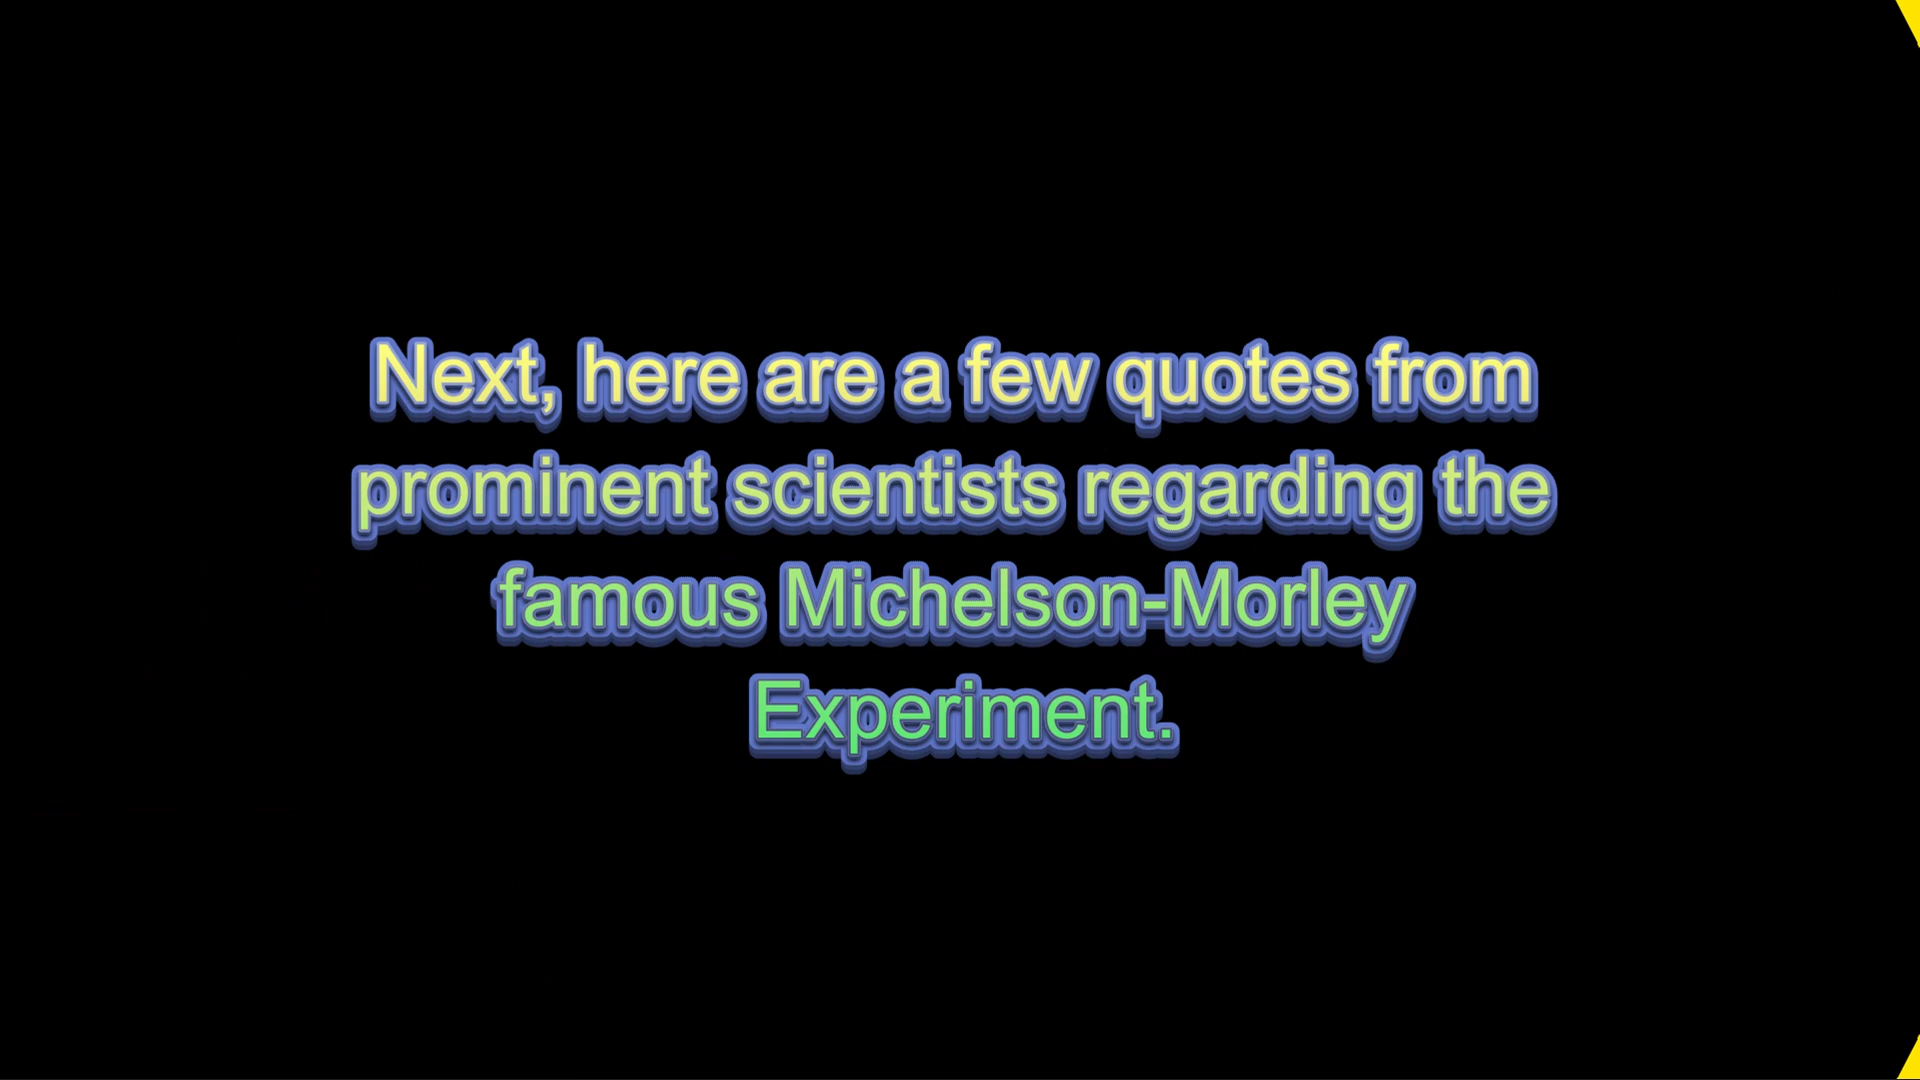 Next, here are a few quotes from
prominent scientists regarding the
famous Michelson-Morley
Experiment.